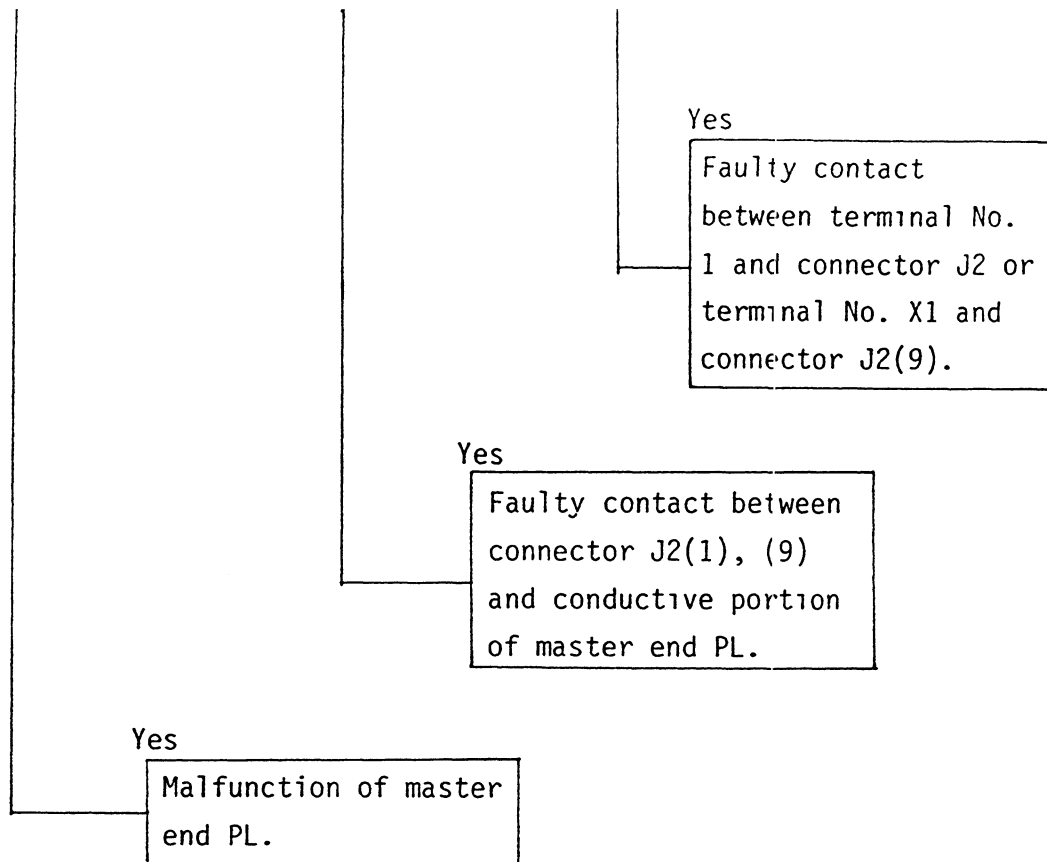 Yes
Faulty contact
between terminal No.
1 and connector J2 or
terminal No. X1 and
connector J2(9).
Yes
Faulty contact between
connector J2(1), (9)
and conductive portion
of master end PL.
Yes
Malfunction of master
end PL.